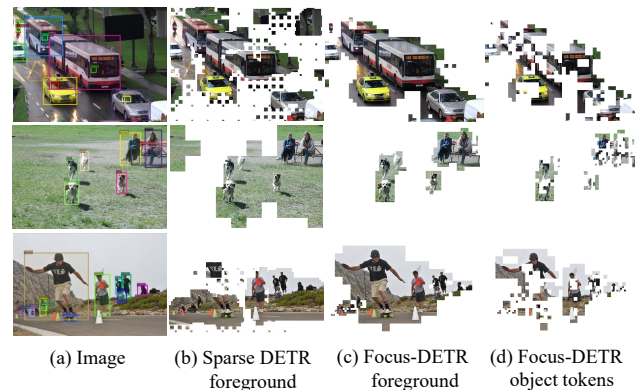 (a) Image
(b) Sparse DETR
foreground
(c) Focus-DETR
foreground
(d) Focus-DETR
object tokens